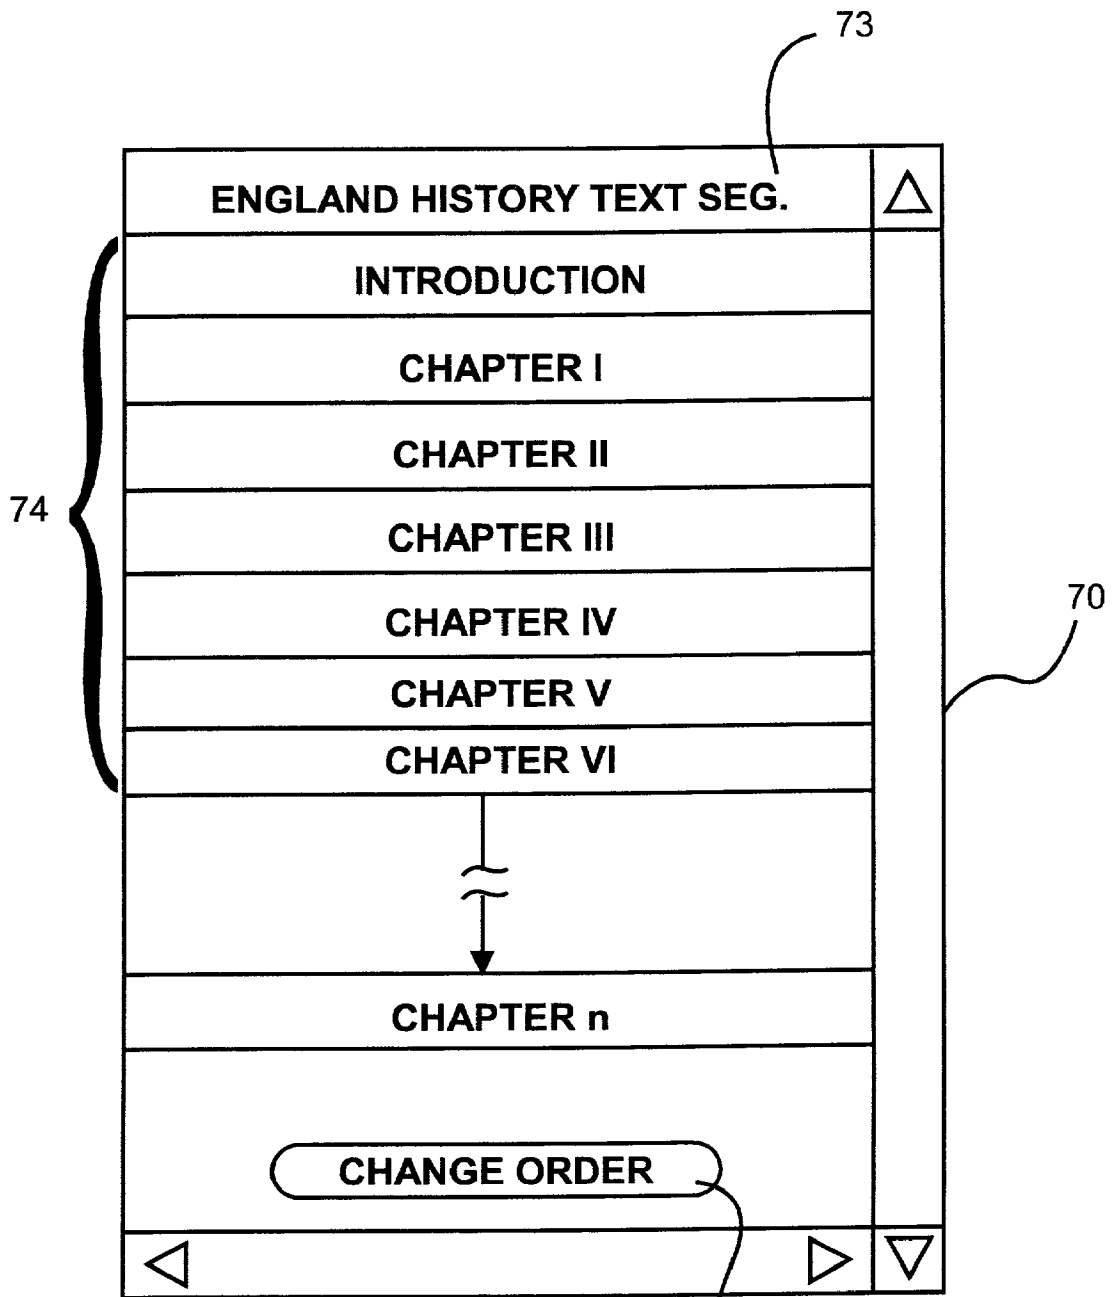 73
ENGLAND HISTORY TEXT SEG.
INTRODUCTION
CHAPTER I
CHAPTER II
74
CHAPTER III
70
CHAPTER IV
CHAPTER V
CHAPTER VI
CHAPTER n
CHANGE ORDER